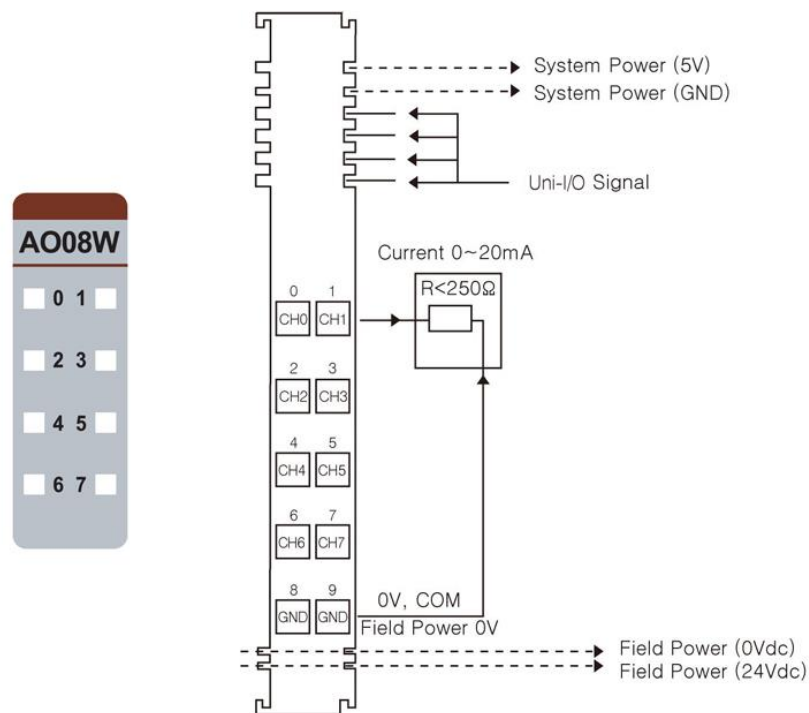 AO08W
0 1
2 3
4 5
6 7
System Power (5V)
System Power (GND)
Uni-I/O Signal
Current 0~20mA
R<250Ω
0 1
CH0 CH1
2 3
CH2 CH3
4 5
CH4 CH5
6 7
CH6 CH7
8 9
GND GND
0V, COM
Field Power 0V
Field Power (0Vdc)
Field Power (24Vdc)